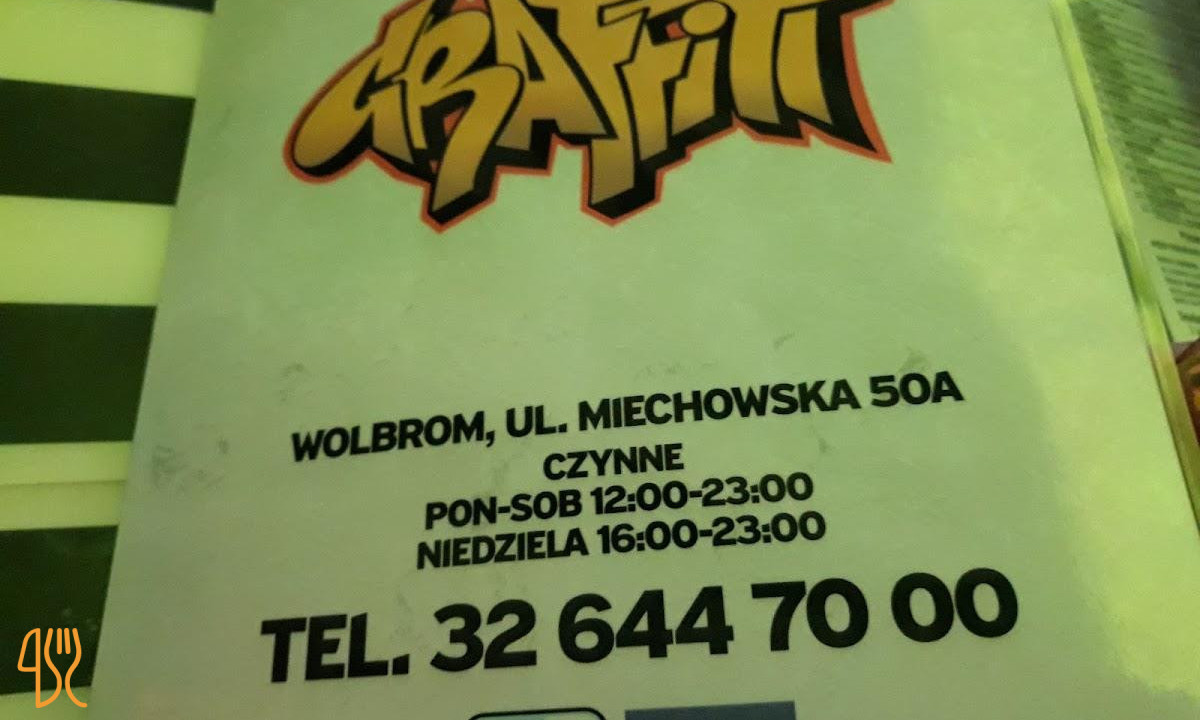 GRAFFITI
WOLBROM, UL. MIECHOWSKA 50A
CZYNNE
PON-SOB 12:00-23:00
NIEDZIELA 16:00-23:00
TEL. 32 644 70 00